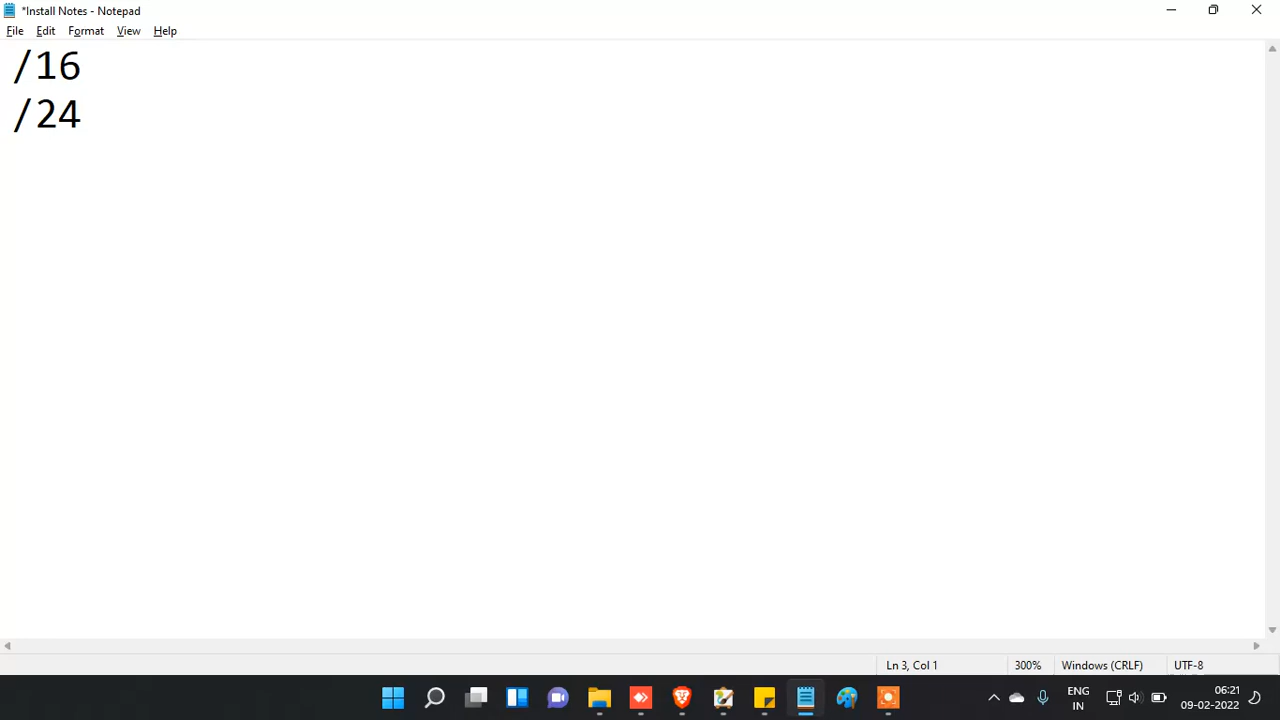 *Install Notes - Notepad
File Edit Format View Help
/16
/24
Ln 3, Col 1 300% Windows (CRLF) UTF-8
ENG
IN
06:21
09-02-2022